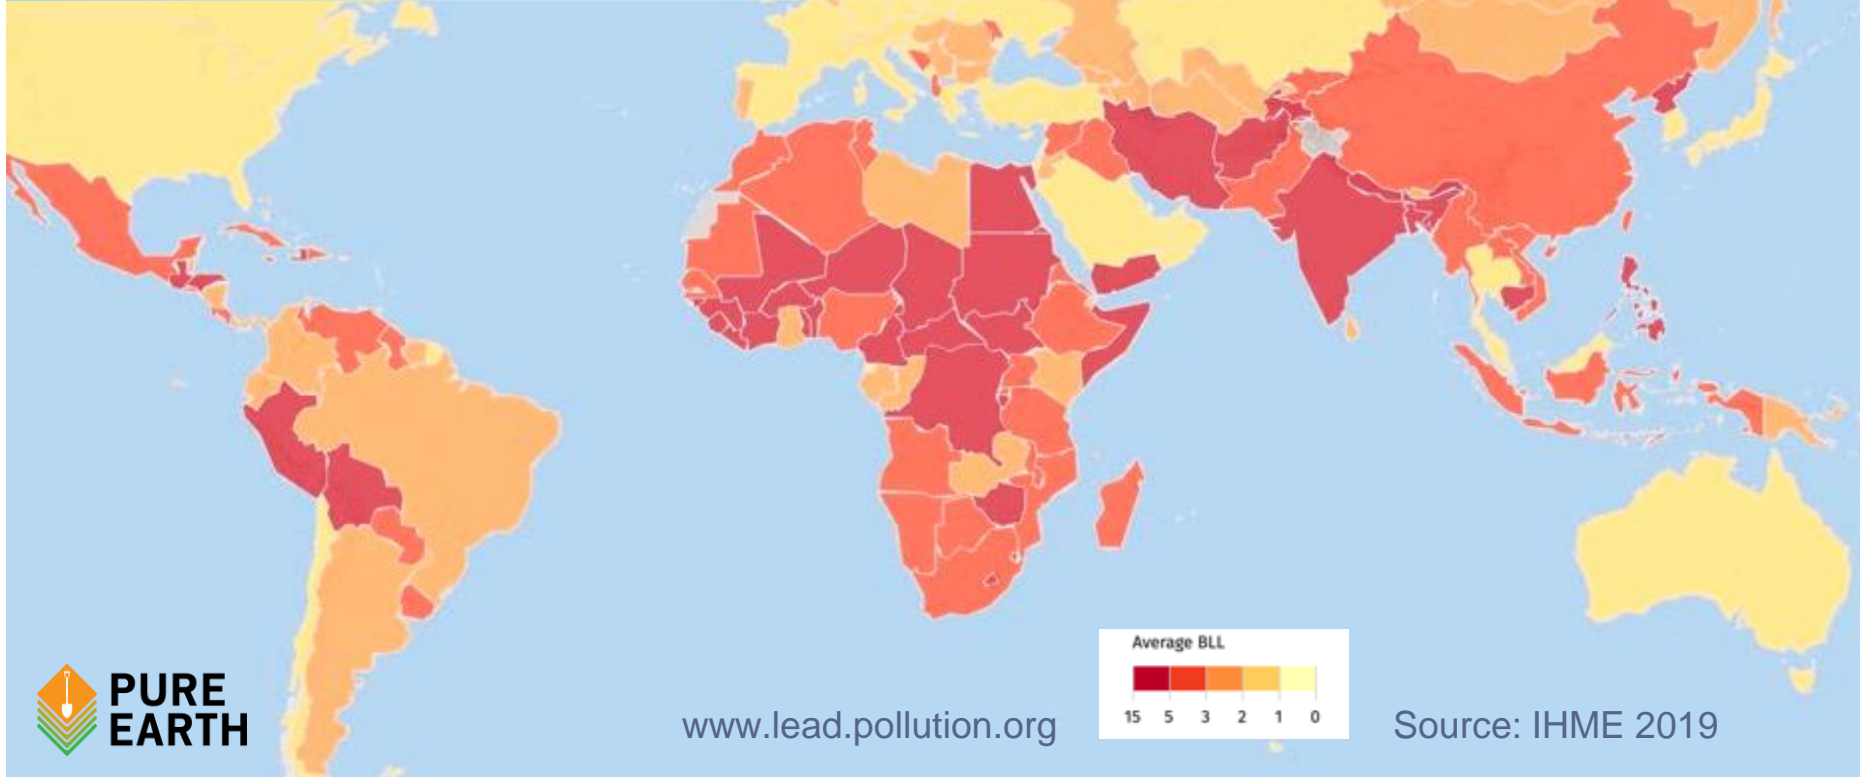 Average BLL
15 5 3 2 1 0
PURE
EARTH
www.lead.pollution.org
Source: IHME 2019